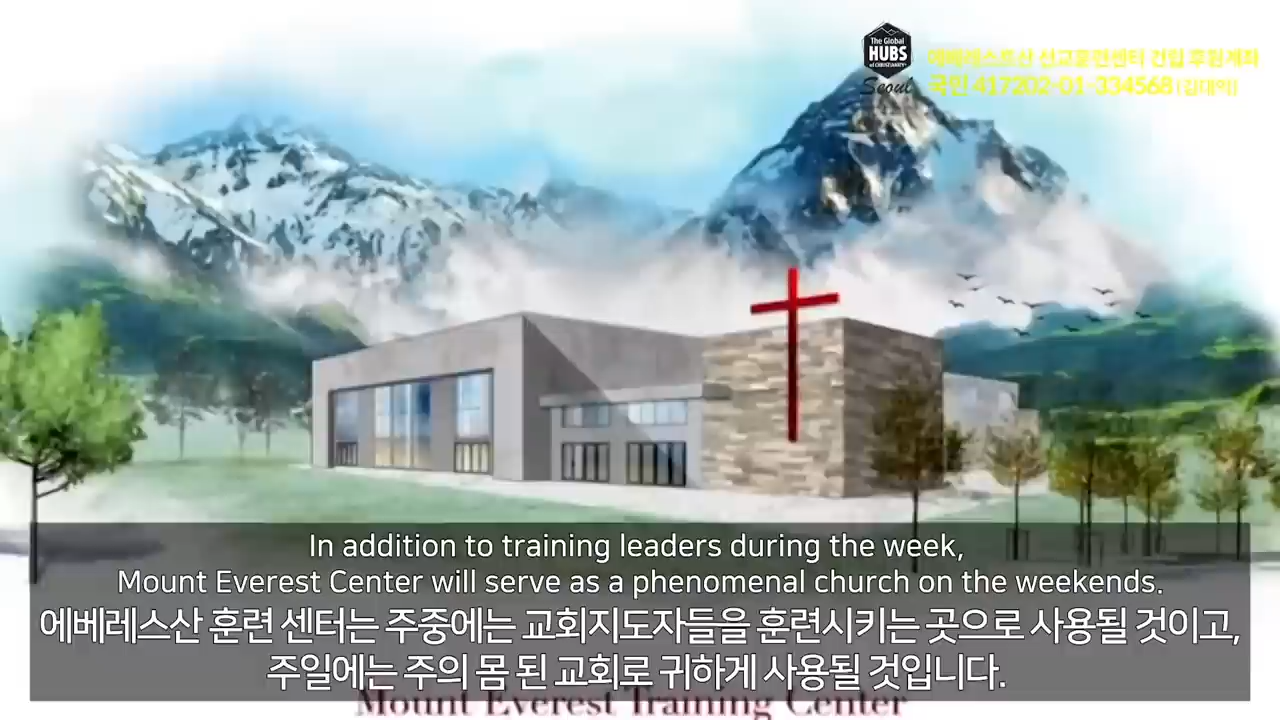 The Global
HUBS
of CHRISTIANITY
Seoul
에베레스트산 선교훈련센터 건립 후원계좌
국민 417202-01-334568 (김대이)
In addition to training leaders during the week,
Mount Everest Center will serve as a phenomenal church on the weekends.
에베레스산 훈련 센터는 주중에는 교회지도자들을 훈련시키는 곳으로 사용될 것이고,
주일에는 주의 몸 된 교회로 귀하게 사용될 것입니다.
Mount Everest Training Center